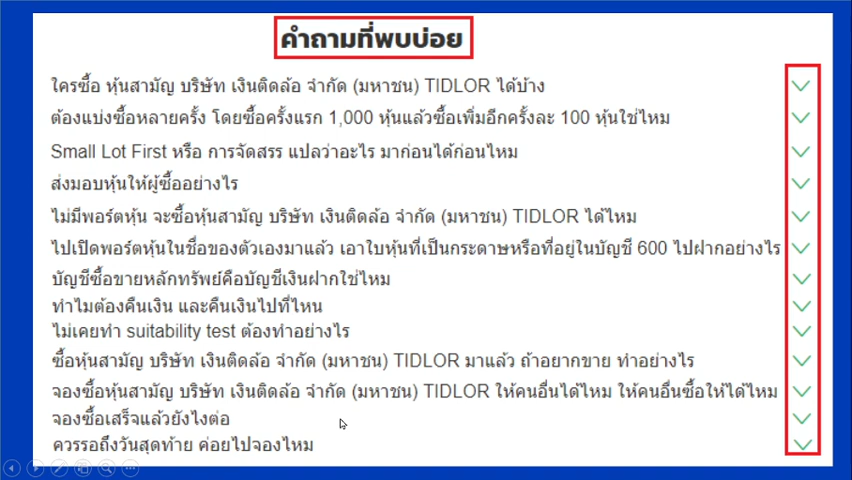 คำถามที่พบบ่อย
ใครซื้อ หุ้นสามัญ บริษัท เงินติดล้อ จำกัด (มหาชน) TIDLOR ได้บ้าง
ต้องแบ่งซื้อหลายครั้ง โดยซื้อครั้งแรก 1,000 หุ้นแล้วซื้อเพิ่มอีกครั้งละ 100 หุ้นใช่ไหม
Small Lot First หรือ การจัดสรร แปลว่าอะไร มาก่อนได้ก่อนไหม
ส่งมอบหุ้นให้ผู้ซื้ออย่างไร
ไม่มีพอร์ตหุ้น จะซื้อหุ้นสามัญ บริษัท เงินติดล้อ จำกัด (มหาชน) TIDLOR ได้ไหม
ไปเปิดพอร์ตหุ้นในชื่อของตัวเองมาแล้ว เอาใบหุ้นที่เป็นกระดาษหรือที่อยู่ในบัญชี 600 ไปฝากอย่างไร
บัญชีซื้อขายหลักทรัพย์คือบัญชีเงินฝากใช่ไหม
ทำไมต้องคืนเงิน และคืนเงินไปที่ไหน
ไม่เคยทำ suitability test ต้องทำอย่างไร
ซื้อหุ้นสามัญ บริษัท เงินติดล้อ จำกัด (มหาชน) TIDLOR มาแล้ว ถ้าอยากขาย ทำอย่างไร
จองซื้อหุ้นสามัญ บริษัท เงินติดล้อ จำกัด (มหาชน) TIDLOR ให้คนอื่นได้ไหม ให้คนอื่นซื้อให้ได้ไหม
จองซื้อเสร็จแล้วยังไงต่อ
ควรรอถึงวันสุดท้าย ค่อยไปจองไหม